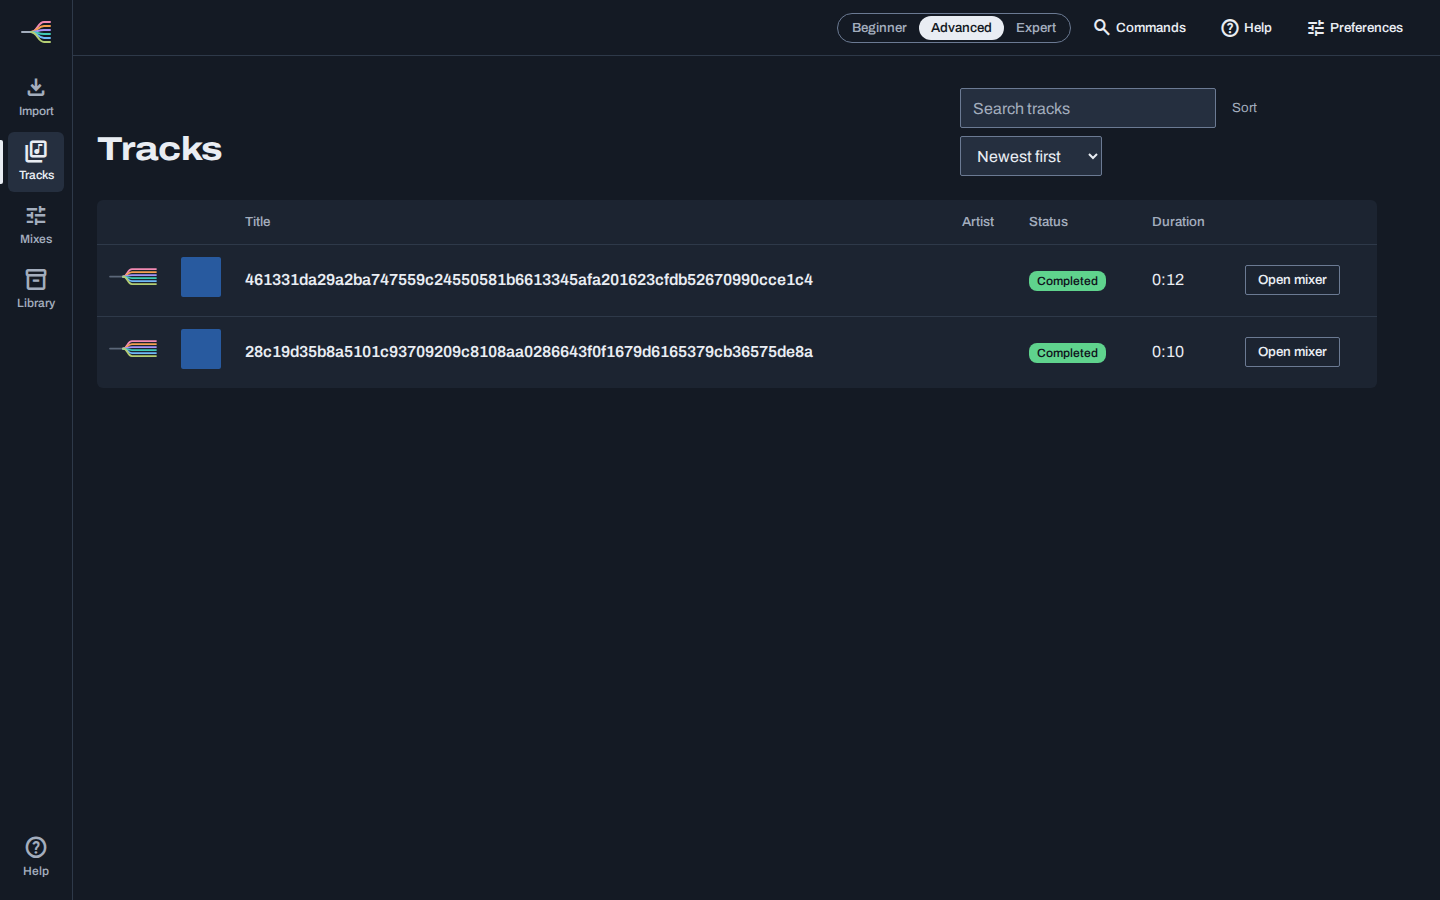 Beginner Advanced Expert Commands Help Preferences
Import
Tracks
Mixes
Library
Help
Tracks
Search tracks
Sort
Newest first
Title Artist Status Duration
461331da29a2ba747559c24550581b6613345afa201623cfdb52670990cce1c4 Completed 0:12 Open mixer
28c19d35b8a5101c93709209c8108aa0286643f0f1679d6165379cb36575de8a Completed 0:10 Open mixer